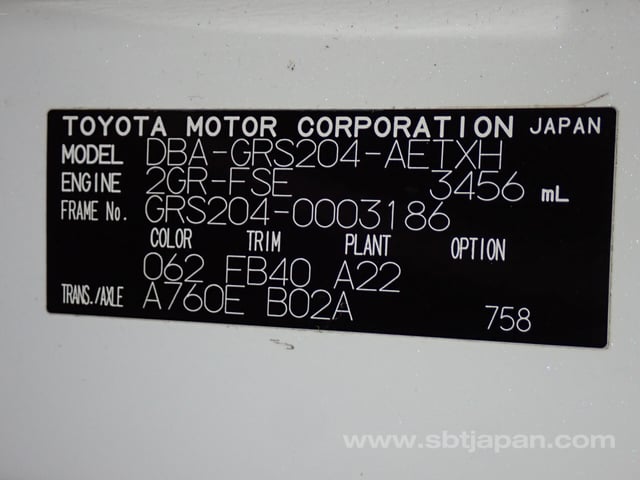 TOYOTA MOTOR CORPORATION JAPAN
MODEL DBA-GRS204-AETXH
ENGINE 2GR-FSE 3456 mL
FRAME No. GRS204-0003186
COLOR TRIM PLANT OPTION
062 FB40 A22
TRANS./AXLE A760E B02A 758
www.sbtjapan.com